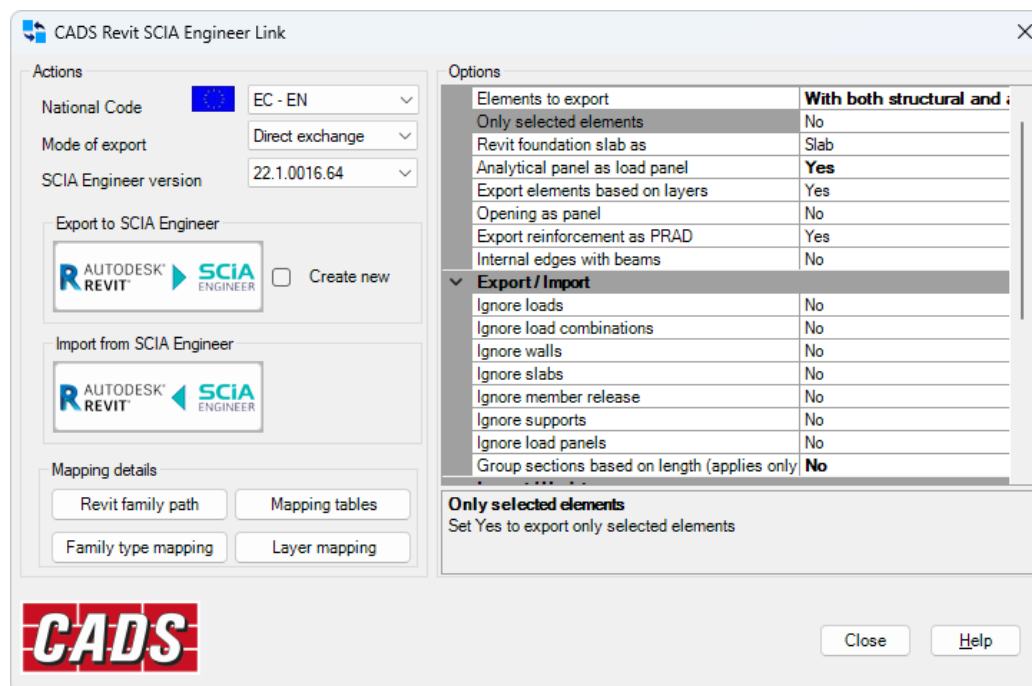 CADS Revit SCIA Engineer Link
Actions
National Code
EC - EN
Mode of export
Direct exchange
SCIA Engineer version
22.1.0016.64
Export to SCIA Engineer
R AUTODESK® REVIT® SCiA ENGINEER
Create new
Import from SCIA Engineer
R AUTODESK® REVIT® SCiA ENGINEER
Mapping details
Revit family path
Mapping tables
Family type mapping
Layer mapping
Options
Elements to export With both structural and
Only selected elements No
Revit foundation slab as Slab
Analytical panel as load panel Yes
Export elements based on layers Yes
Opening as panel No
Export reinforcement as PRAD Yes
Internal edges with beams No
Export / Import
Ignore loads No
Ignore load combinations No
Ignore walls No
Ignore slabs No
Ignore member release No
Ignore supports No
Ignore load panels No
Group sections based on length (applies only No
Only selected elements
Set Yes to export only selected elements
CADS
Close
Help